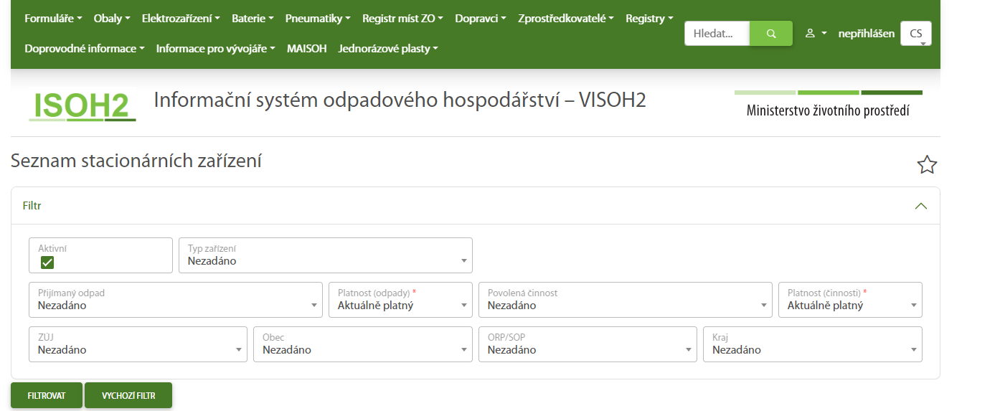 Formuláře Obaly Elektrozařízení Baterie Pneumatiky Registr míst ZO Dopravci Zprostředkovatelé Registry
Hledat... nepřihlášen CS
Doprovodné informace Informace pro vývojáře MAISOH Jednorázové plasty
ISOH2 Informační systém odpadového hospodářství – VISOH2
Ministerstvo životního prostředí
Seznam stacionárních zařízení
Filtr
Aktivní Typ zařízení
Nezadáno
Přijímaný odpad Platnost (odpady) * Povolená činnost Platnost (činnosti) *
Nezadáno Aktuálně platný Nezadáno Aktuálně platný
ZÚJ Obec ORP/SOP Kraj
Nezadáno Nezadáno Nezadáno Nezadáno
FILTROVAT VYCHOZÍ FILTR